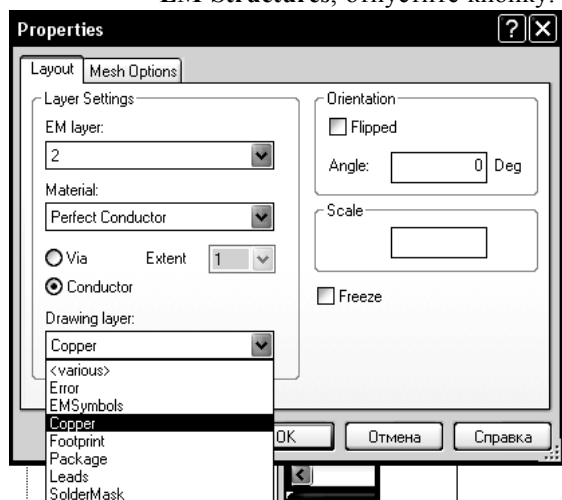 EM Structures, отпустите кнопку.
Properties
Layout Mesh Options
Layer Settings
EM layer:
2
Material:
Perfect Conductor
Via Extent 1
Conductor
Drawing layer:
Copper
<various>
Error
EMSymbols
Copper
Footprint
Package
Leads
SolderMask
Orientation
Flipped
Angle: 0 Deg
Scale
Freeze
OK Отмена Справка